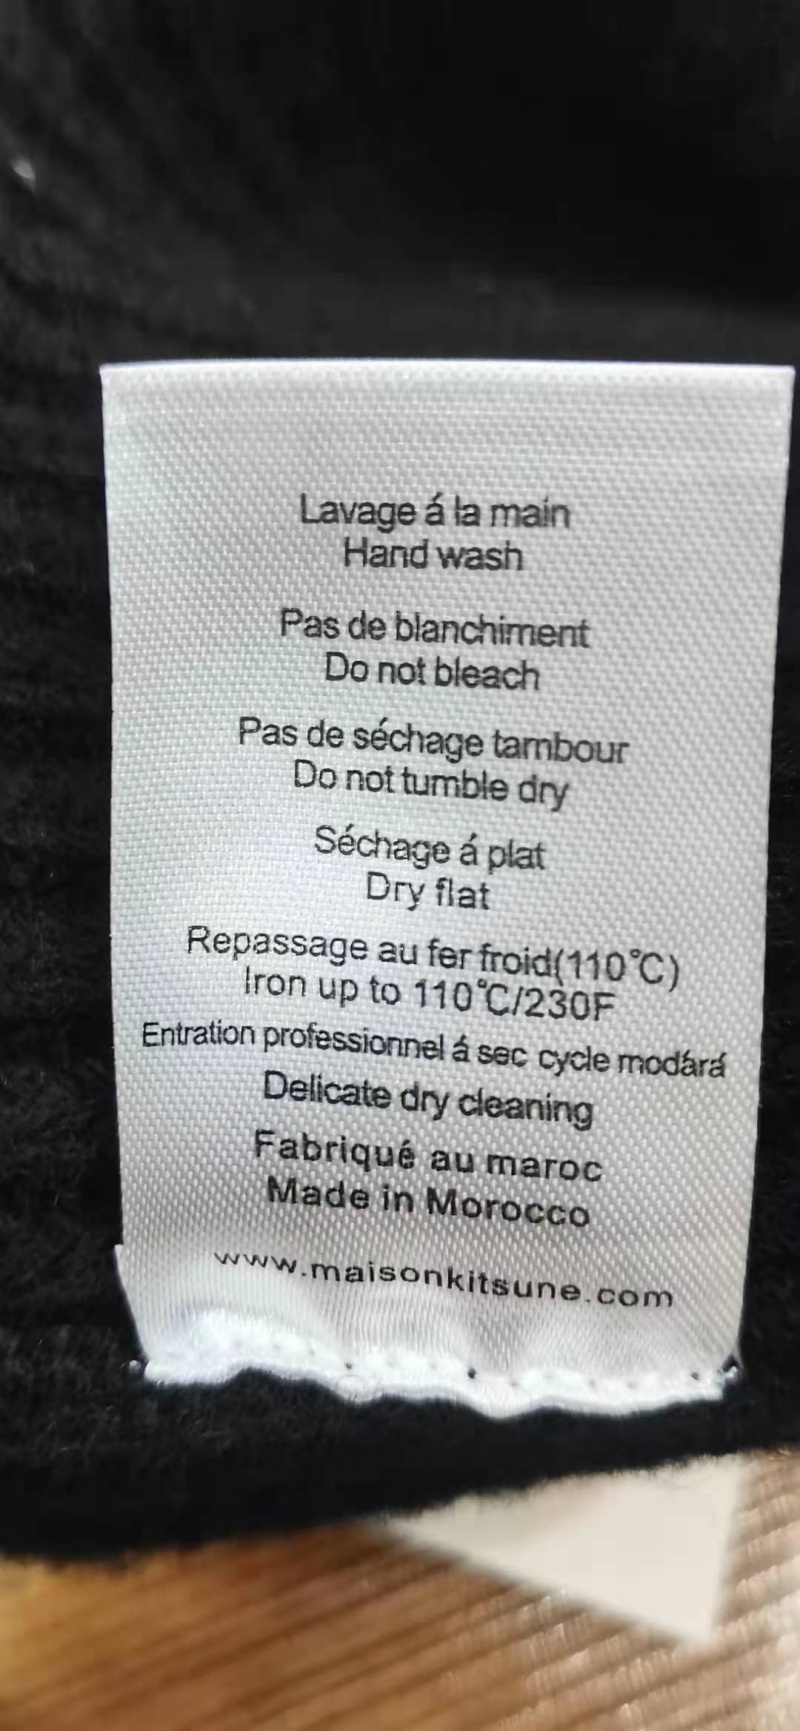 Lavage á la main
Hand wash
Pas de blanchiment
Do not bleach
Pas de séchage tambour
Do not tumble dry
Séchage á plat
Dry flat
Repassage au fer froid(110℃)
Iron up to 110℃/230F
Entration professionnel á sec cycle modárá
Delicate dry cleaning
Fabriqué au maroc
Made in Morocco
www.maisonkitsune.com